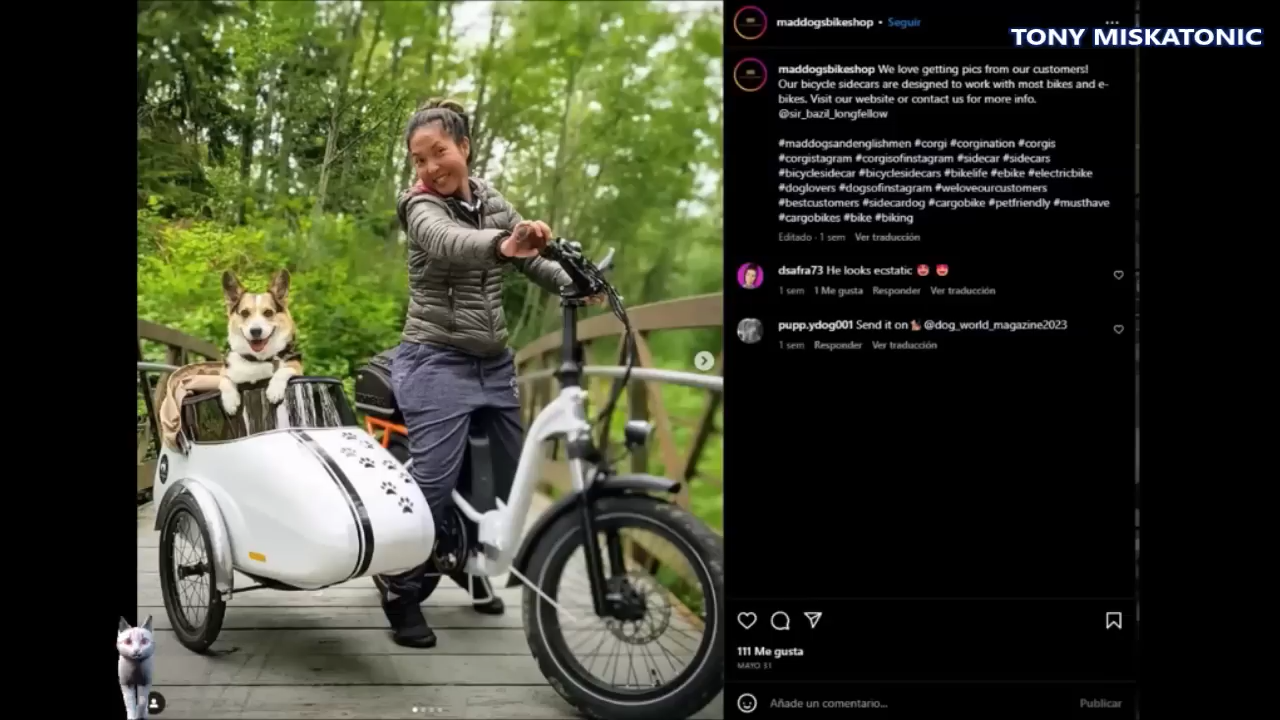 maddogsbikeshop • Seguir
TONY MISKATONIC
maddogsbikeshop We love getting pics from our customers!
Our bicycle sidecars are designed to work with most bikes and e-
bikes. Visit our website or contact us for more info.
@sir_bazil_longfellow
#maddogsandenglishmen #corgi #corgination #corgis
#corgistagram #corgisofinstagram #sidecar #sidecars
#bicyclesidecar #bicyclesidecars #bikelife #ebike #electricbike
#doglovers #dogsofinstagram #weloveourcustomers
#bestcustomers #sidecardog #cargobike #petfriendly #musthave
#cargobikes #bike #biking
Editado · 1 sem Ver traducción
dsafra73 He looks ecstatic 😍 😍
1 sem 1 Me gusta Responder Ver traducción
pupp.ydog001 Send it on @dog_world_magazine2023
1 sem Responder Ver traducción
111 Me gusta
MAYO 31
Añade un comentario...
Publicar